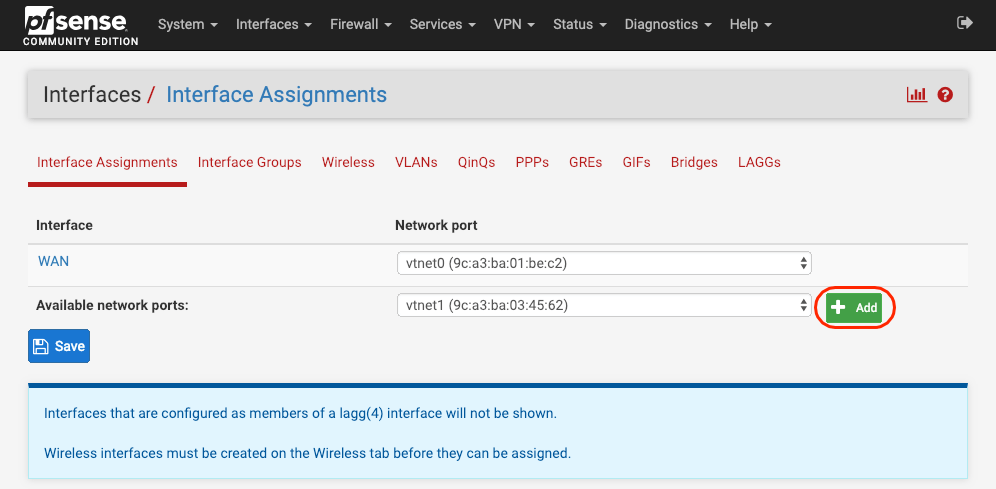 pfsense
COMMUNITY EDITION
System Interfaces Firewall Services VPN Status Diagnostics Help
Interfaces / Interface Assignments
Interface Assignments Interface Groups Wireless VLANs QinQs PPPs GREs GIFs Bridges LAGGs
Interface Network port
WAN vtnet0 (9c:a3:ba:01:be:c2)
Available network ports: vtnet1 (9c:a3:ba:03:45:62) Add
Save
Interfaces that are configured as members of a lagg(4) interface will not be shown.
Wireless interfaces must be created on the Wireless tab before they can be assigned.